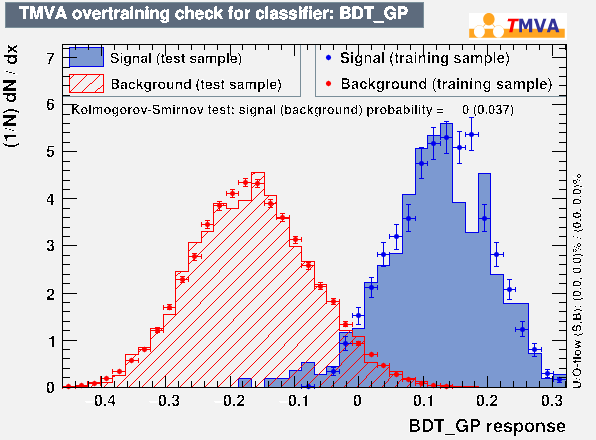 TMVA overtraining check for classifier: BDT_GP
TMVA
(1/N) dN / dx
Signal (test sample)
Background (test sample)
Signal (training sample)
Background (training sample)
Kolmogorov-Smirnov test: signal (background) probability = 0 (0.037)
7
6
5
4
3
2
1
0
-0.4 -0.3 -0.2 -0.1 0 0.1 0.2 0.3
BDT_GP response
U/O-flow (S,B): (0.0, 0.0)% / (0.0, 0.0)%